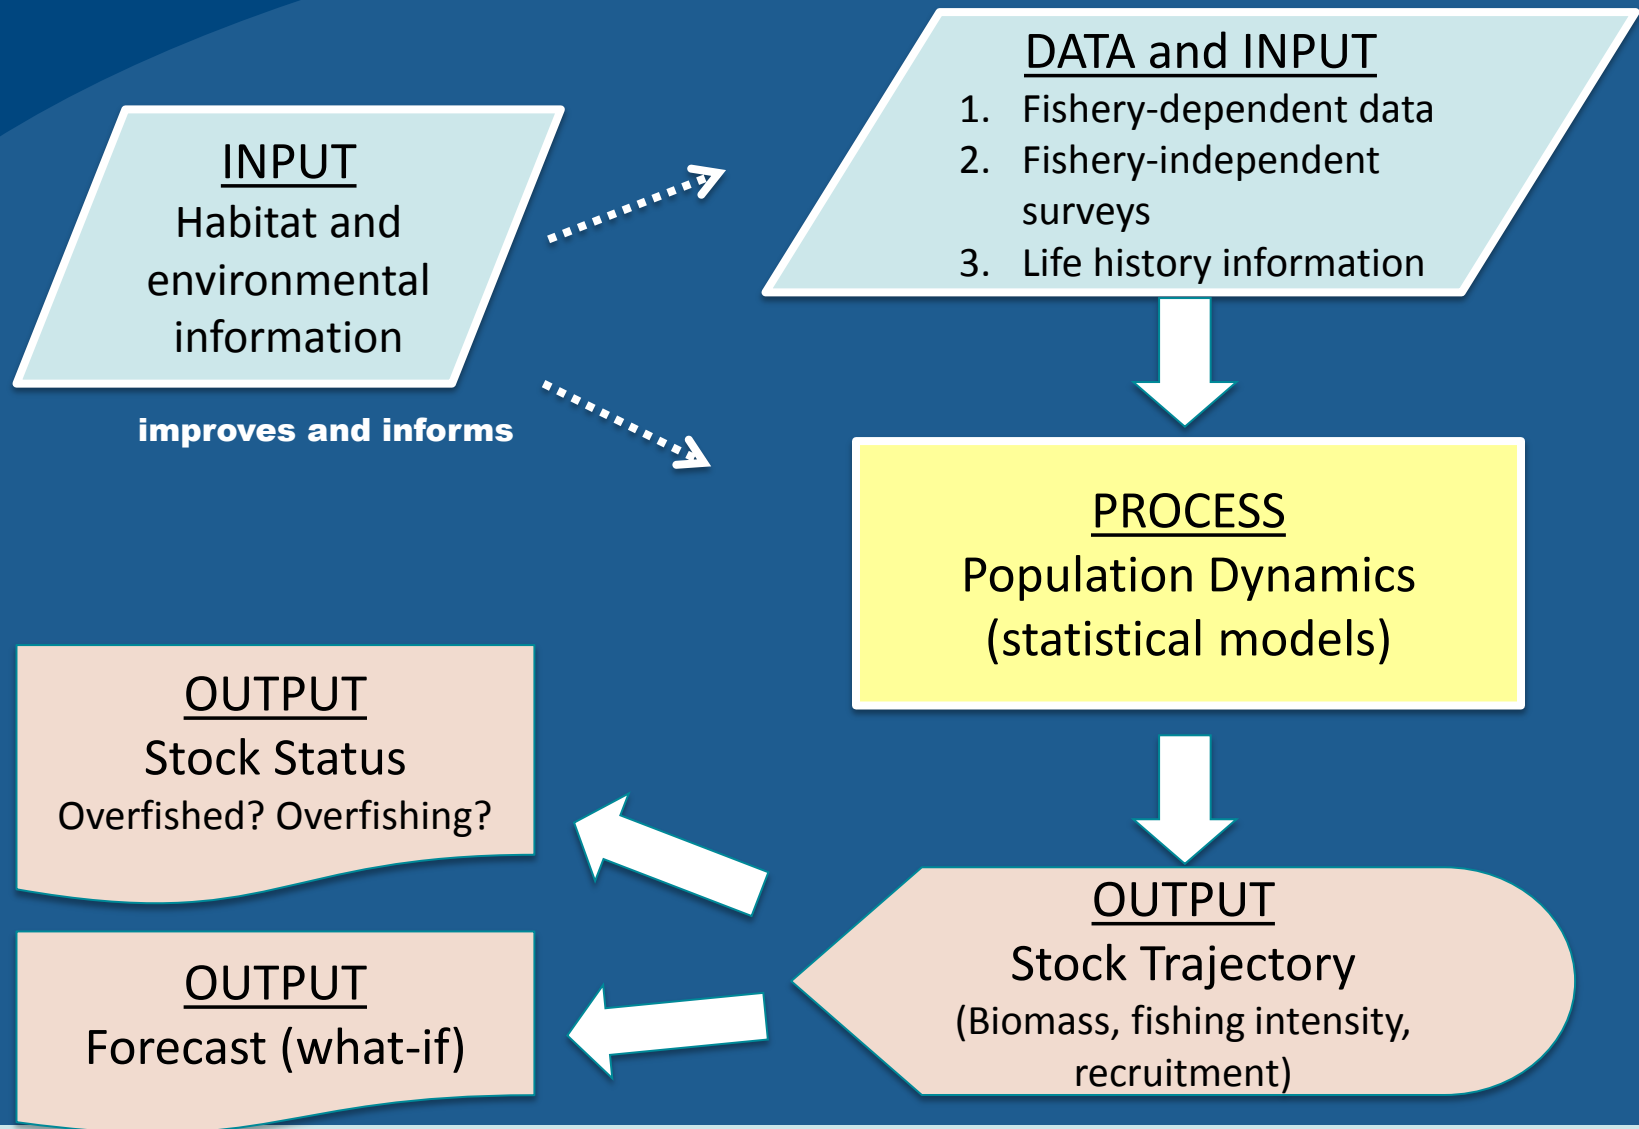 INPUT
Habitat and
environmental
information
improves and informs
DATA and INPUT
1. Fishery-dependent data
2. Fishery-independent
surveys
3. Life history information
PROCESS
Population Dynamics
(statistical models)
OUTPUT
Stock Trajectory
(Biomass, fishing intensity,
recruitment)
OUTPUT
Stock Status
Overfished? Overfishing?
OUTPUT
Forecast (what-if)